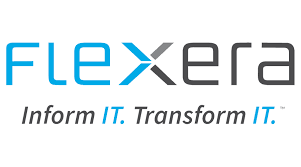 Flexera
Inform IT. Transform IT.™